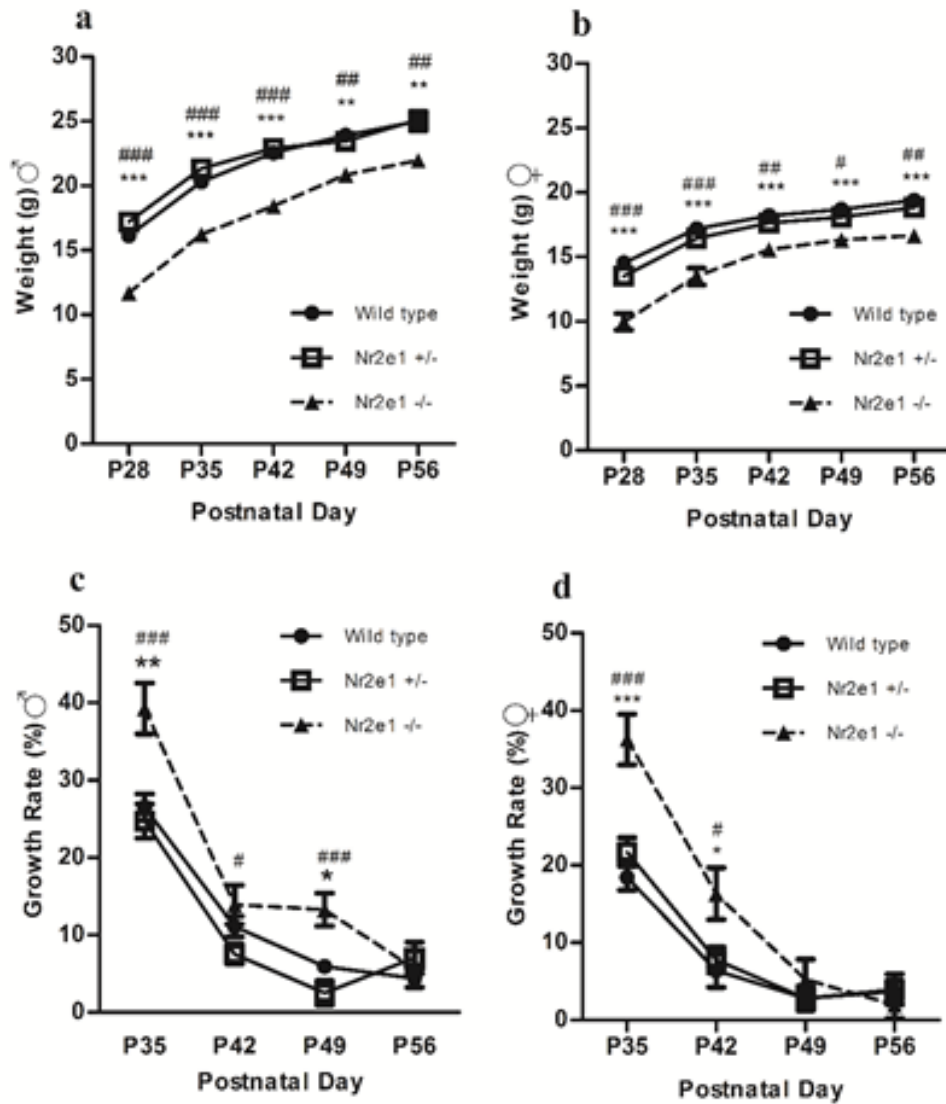 a
30
25
20
15
10
5
0
Weight (g) ♂
###
***
###
***
###
***
##
**
##
**
Wild type
Nr2e1 +/-
Nr2e1 -/-
P28 P35 P42 P49 P56
Postnatal Day
b
30
25
20
15
10
5
0
Weight (g) ♀
###
***
###
***
##
***
#
***
##
***
Wild type
Nr2e1 +/-
Nr2e1 -/-
P28 P35 P42 P49 P56
Postnatal Day
c
50
40
30
20
10
0
Growth Rate (%) ♂
###
**
#
###
*
Wild type
Nr2e1 +/-
Nr2e1 -/-
P35 P42 P49 P56
Postnatal Day
d
50
40
30
20
10
0
Growth Rate (%) ♀
###
***
#
*
Wild type
Nr2e1 +/-
Nr2e1 -/-
P35 P42 P49 P56
Postnatal Day